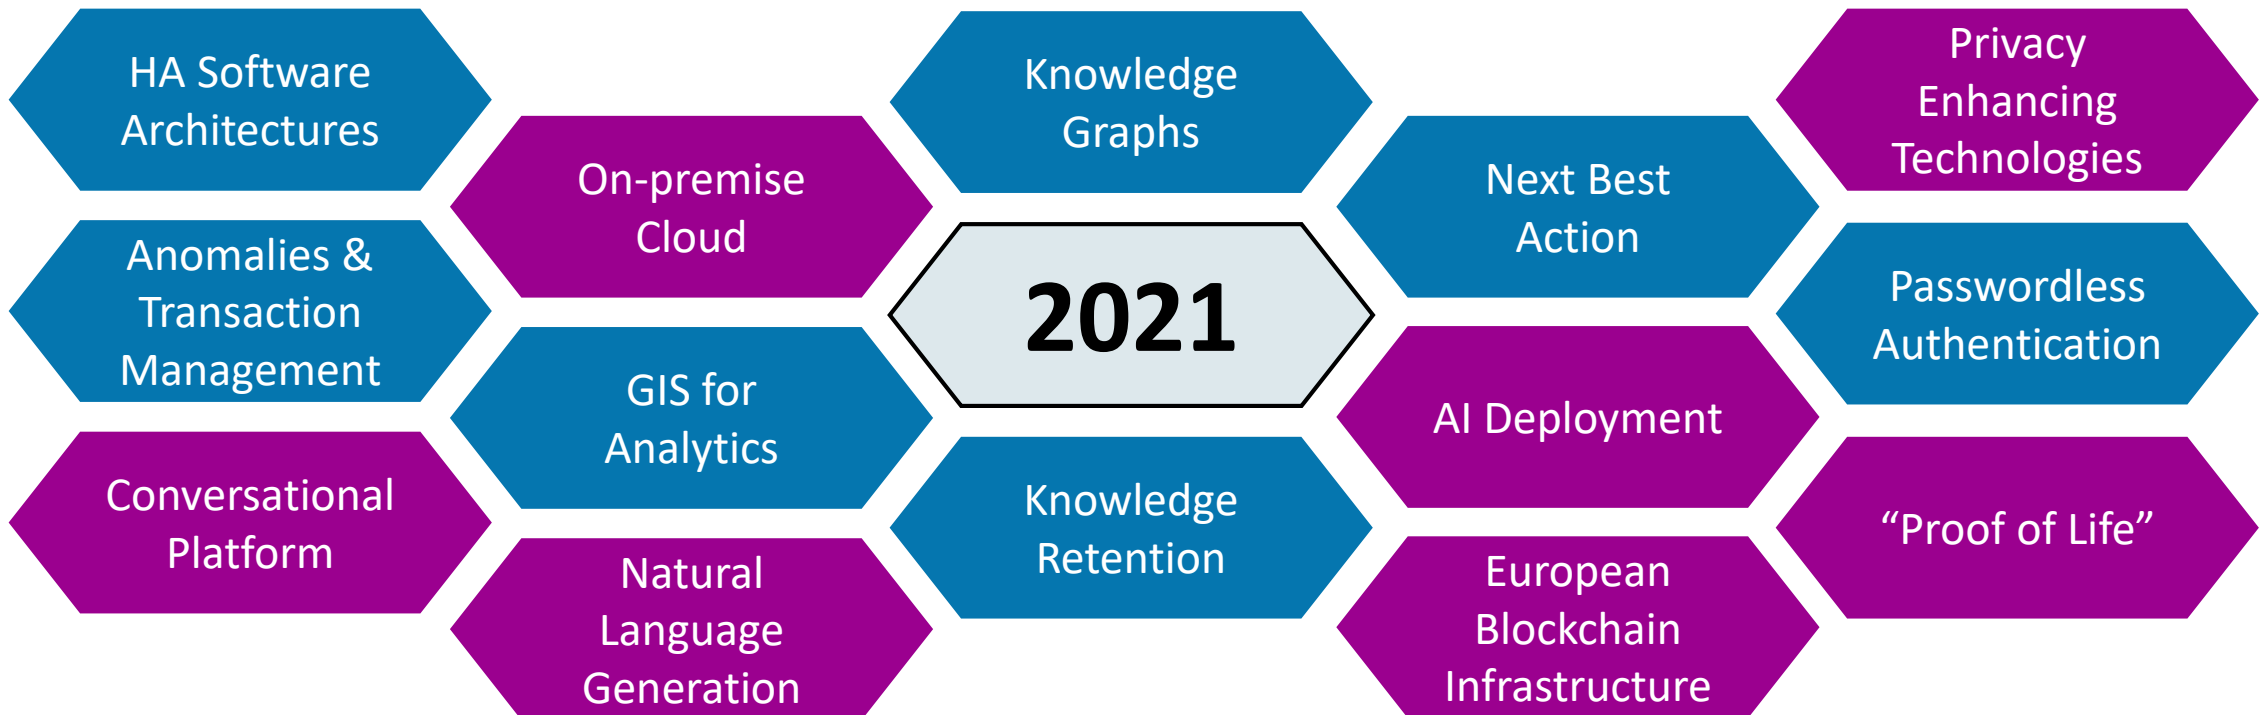 HA Software
Architectures
Anomalies &
Transaction
Management
Conversational
Platform
On-premise
Cloud
GIS for
Analytics
Natural
Language
Generation
Knowledge
Graphs
2021
Knowledge
Retention
Next Best
Action
AI Deployment
European
Blockchain
Infrastructure
Privacy
Enhancing
Technologies
Passwordless
Authentication
“Proof of Life”